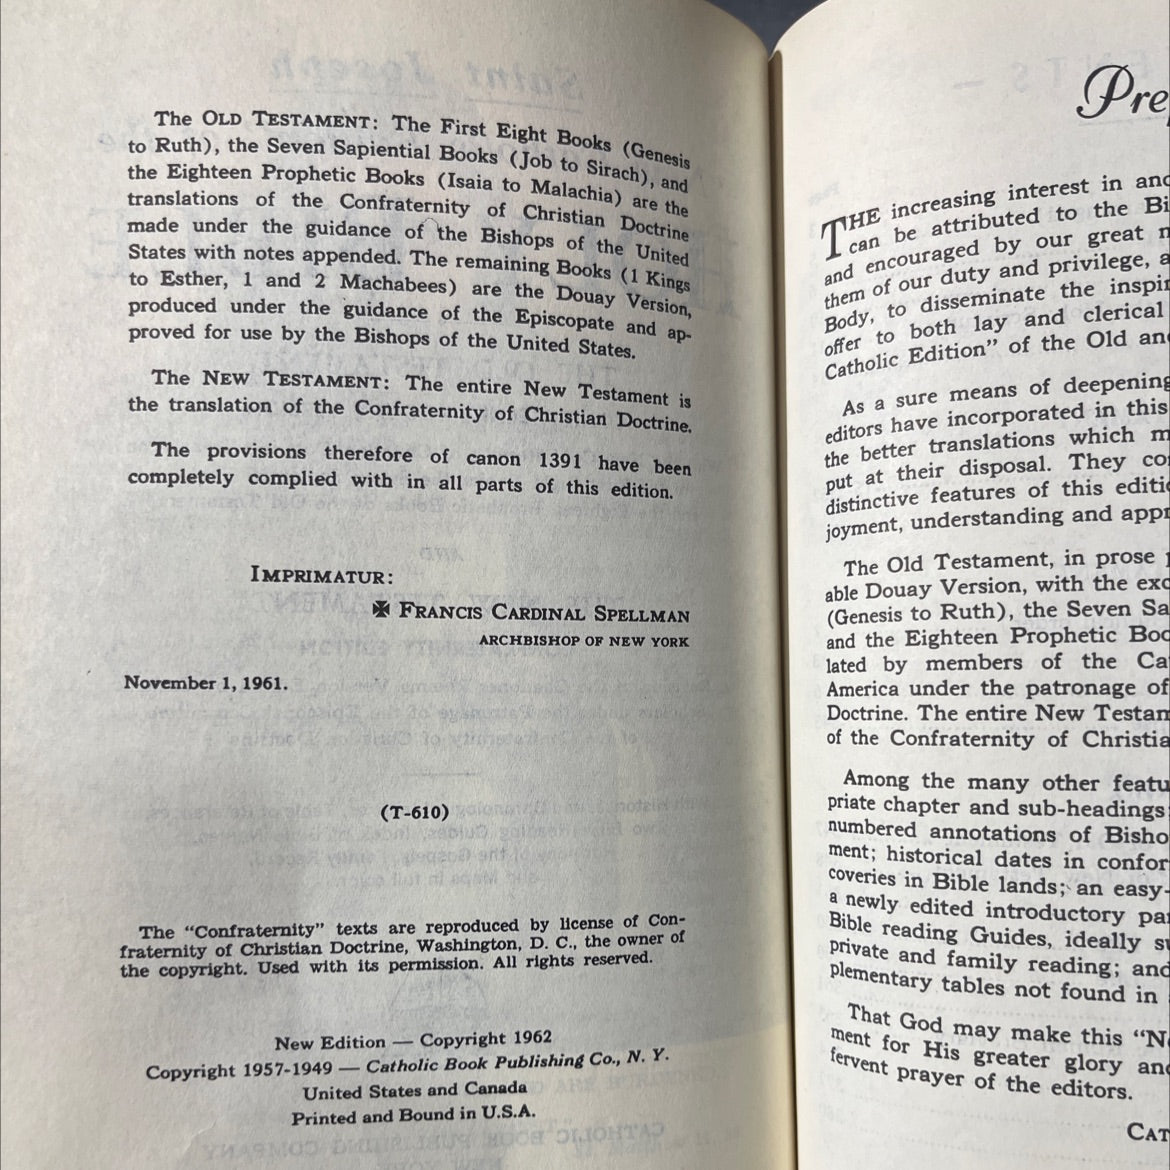 The OLD TESTAMENT: The First Eight Books (Genesis
to Ruth), the Seven Sapiential Books (Job to Sirach), and
the Eighteen Prophetic Books (Isaia to Malachia) are the
translations of the Confraternity of Christian Doctrine
made under the guidance of the Bishops of the United
States with notes appended. The remaining Books (1 Kings
to Esther, 1 and 2 Machabees) are the Douay Version,
produced under the guidance of the Episcopate and ap-
proved for use by the Bishops of the United States.
The NEW TESTAMENT: The entire New Testament is
the translation of the Confraternity of Christian Doctrine.
The provisions therefore of canon 1391 have been
completely complied with in all parts of this edition.
IMPRIMATUR:
✠ FRANCIS CARDINAL SPELLMAN
ARCHBISHOP OF NEW YORK
November 1, 1961.
(T-610)
The "Confraternity" texts are reproduced by license of Con-
fraternity of Christian Doctrine, Washington, D. C., the owner of
the copyright. Used with its permission. All rights reserved.
New Edition — Copyright 1962
Copyright 1957-1949 — Catholic Book Publishing Co., N. Y.
United States and Canada
Printed and Bound in U.S.A.
Pre
THE increasing interest in and
can be attributed to the Bi
and encouraged by our great
them of our duty and privilege, a
Body, to disseminate the inspir
offer to both lay and clerical
Catholic Edition" of the Old an
As a sure means of deepening
editors have incorporated in this
the better translations which m
put at their disposal. They co
distinctive features of this editi
joyment, understanding and appr
The Old Testament, in prose
able Douay Version, with the exc
(Genesis to Ruth), the Seven Sa
and the Eighteen Prophetic Boo
lated by members of the Ca
America under the patronage of
Doctrine. The entire New Testam
of the Confraternity of Christia
Among the many other featu
priate chapter and sub-headings;
numbered annotations of Bisho
ment; historical dates in confor
coveries in Bible lands; an easy-
a newly edited introductory pa
Bible reading Guides, ideally su
private and family reading; and
plementary tables not found in
That God may make this "N
ment for His greater glory and
fervent prayer of the editors.
CAT